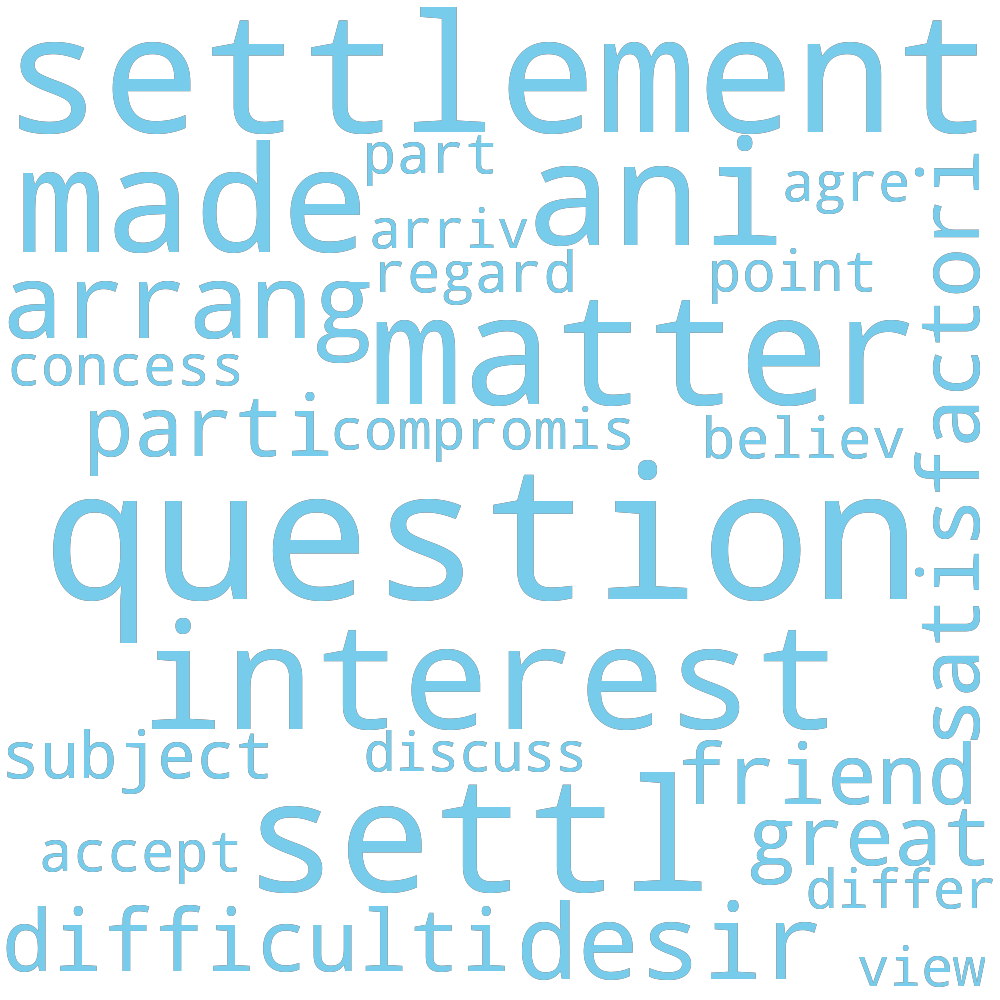 settlement
made
part
ani
agre
arriv
arrang
regard
point
satisfactori
matter
concess
parti
compromis
believ
question
interest
subject
discuss
friend
settl
great
accept
differ
difficulti
desir
view